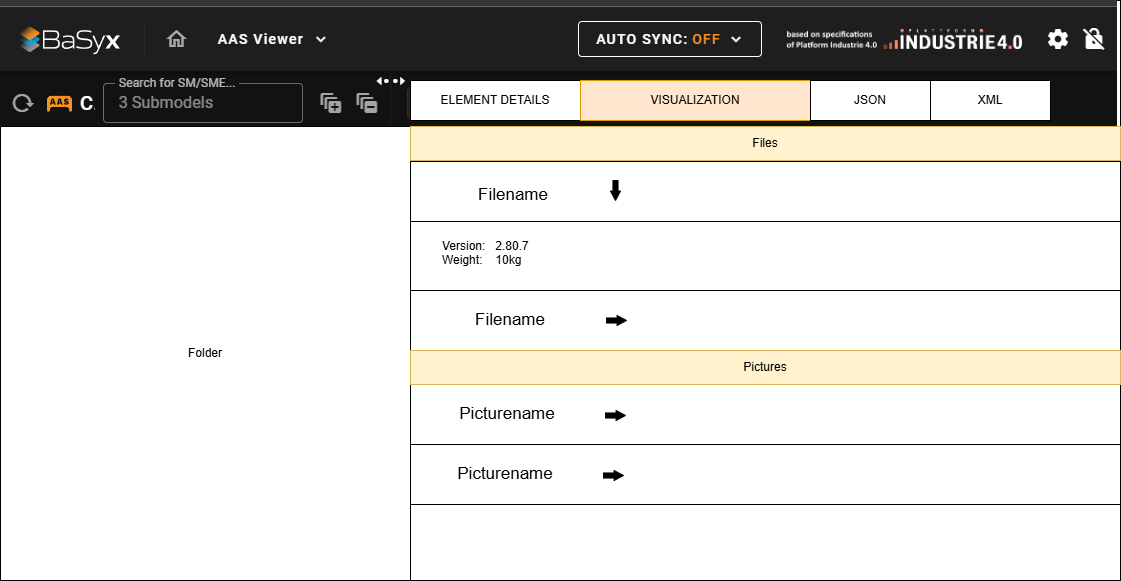 BaSyx
AAS Viewer
AUTO SYNC: OFF
based on specifications
of Platform Industrie 4.0
PLATTFORM
INDUSTRIE4.0
AAS
C.
Search for SM/SME...
3 Submodels
ELEMENT DETAILS
VISUALIZATION
JSON
XML
Files
Filename
Version: 2.80.7
Weight: 10kg
Filename
Folder
Pictures
Picturename
Picturename